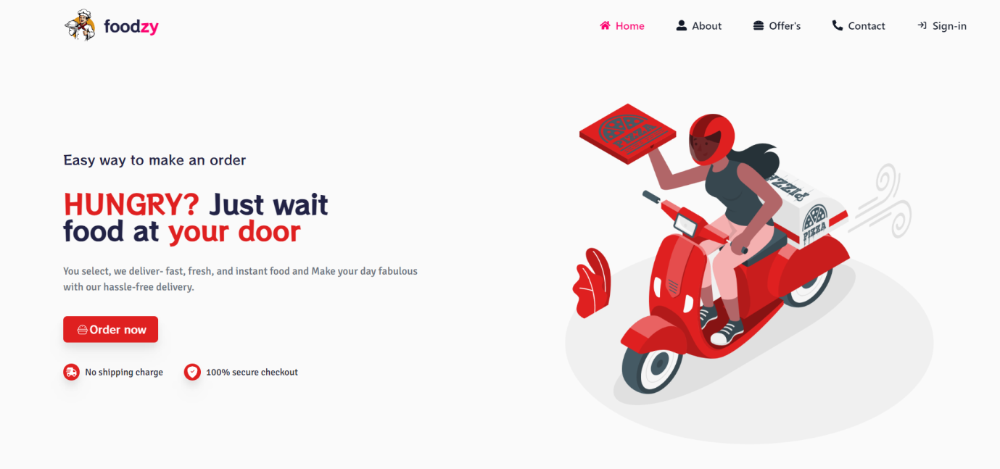 foodzy
Home About Offer's Contact Sign-in
Easy way to make an order
HUNGRY? Just wait
food at your door
You select, we deliver- fast, fresh, and instant food and Make your day fabulous
with our hassle-free delivery.
Order now
No shipping charge 100% secure checkout
PIZZA
PIZZA
PIZZA